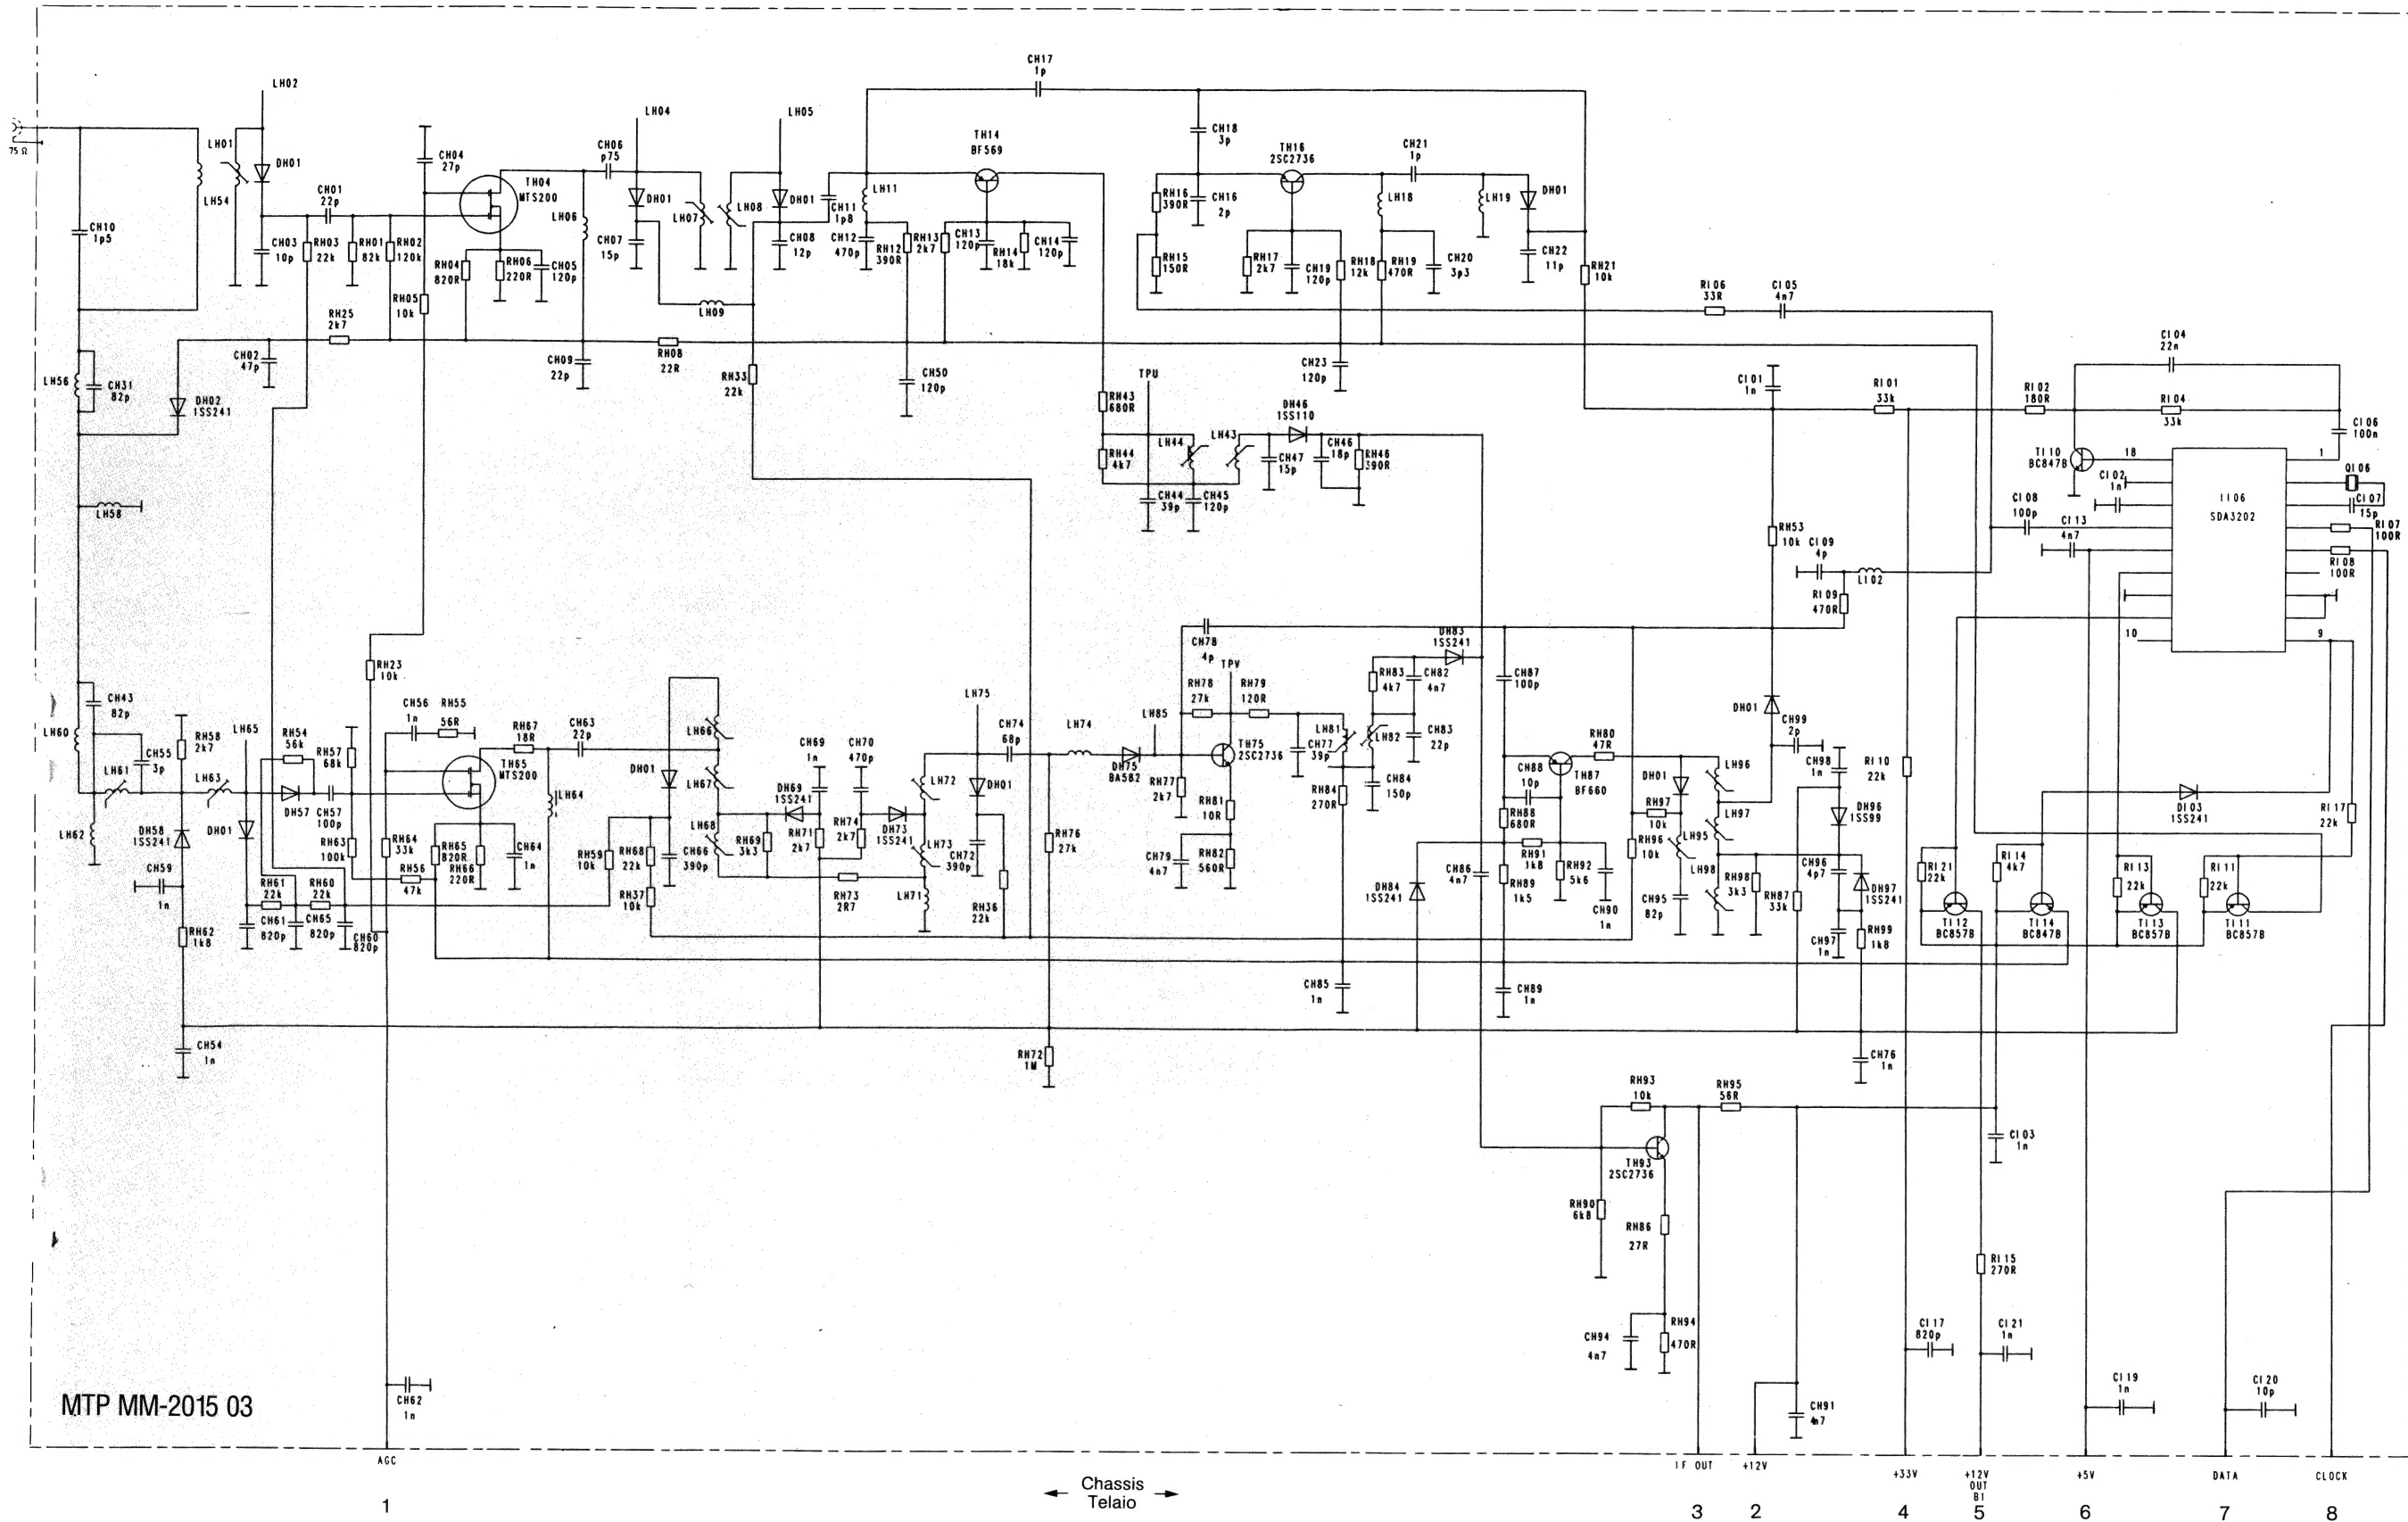 75 Ω
LH02
LH01
DH01
LH54
CH10
1p5
CH01
22p
CH03
10p
RH03
22k
RH01
82k
RH02
120k
CH04
27p
TH04
MTS200
RH04
820R
RH06
220R
CH05
120p
RH05
10k
CH06
p75
LH06
LH04
DH01
CH07
15p
LH07
LH08
LH05
DH01
CH08
12p
CH11
1p8
LH11
CH12
470p
RH12
390R
RH13
2k7
TH14
BF569
CH13
120p
RH14
18k
CH14
120p
CH17
1p
CH18
3p
TH16
2SC2736
RH16
390R
CH16
2p
RH15
150R
RH17
2k7
CH19
120p
RH18
12k
RH19
470R
LH18
CH20
3p3
CH21
1p
LH19
DH01
CH22
11p
RH21
10k
RI06
33R
CI05
4n7
LH56
CH31
82p
DH02
1SS241
CH02
47p
RH25
2k7
CH09
22p
RH08
22R
LH09
RH33
22k
CH50
120p
CH23
120p
TPU
RH43
680R
RH44
4k7
LH44
LH43
CH44
39p
CH45
120p
DH46
1SS110
CH47
15p
CH46
18p
RH46
390R
CI01
1n
RI01
33k
RI02
180R
CI04
22n
RI04
33k
CI06
100n
TI10
BC847B
18
1
CI02
1n
QI06
II06
SDA3202
CI07
15p
CI08
100p
CI13
4n7
RI07
100R
RI08
100R
10
9
RH53
10k
CI09
4p
LI02
RI09
470R
LH58
RH23
10k
CH43
82p
LH60
CH55
3p
RH58
2k7
LH61
LH63
LH65
RH54
56k
RH57
68k
CH56
1n
RH55
56R
TH65
MTS200
LH62
DH58
1SS241
DH01
DH57
CH57
100p
RH63
100k
RH64
33k
RH56
47k
RH65
820R
RH66
220R
CH64
1n
CH59
1n
RH61
22k
RH60
22k
CH61
820p
CH65
820p
CH60
820p
RH62
1k8
RH67
18R
CH63
22p
LH64
DH01
LH66
LH67
LH68
RH59
10k
RH68
22k
CH66
390p
RH37
10k
RH69
3k3
DH69
1SS241
CH69
1n
RH71
2k7
CH70
470p
RH74
2k7
DH73
1SS241
LH72
LH73
LH71
RH73
2R7
LH75
DH01
CH72
390p
RH36
22k
CH74
68p
RH76
27k
LH74
DH75
BA582
LH85
CH78
4p
TPV
RH78
27k
RH79
120R
RH77
2k7
TH75
2SC2736
RH81
10R
CH79
4n7
RH82
560R
CH77
39p
LH81
LH82
RH84
270R
CH84
150p
RH83
4k7
CH82
4n7
CH83
22p
DH83
1SS241
CH87
100p
CH88
10p
RH88
680R
TH87
BF660
RH80
47R
RH91
1k8
RH89
1k5
RH92
5k6
CH90
1n
CH86
4n7
DH84
1SS241
RH97
10k
RH96
10k
DH01
LH95
CH95
82p
LH96
LH97
LH98
RH98
3k3
DH01
CH99
2p
CH98
1n
DH96
1SS99
RH87
33k
CH96
4p7
DH97
1SS241
CH97
1n
RH99
1k8
RI10
22k
RI21
22k
TI12
BC857B
RI14
4k7
TI14
BC847B
DI03
1SS241
RI17
22k
RI13
22k
TI13
BC857B
RI11
22k
TI11
BC857B
CH85
1n
CH89
1n
CH54
1n
RH72
1M
CH76
1n
RH93
10k
RH95
56R
TH93
2SC2736
CI03
1n
RH90
6k8
RH86
27R
RI15
270R
CH94
4n7
RH94
470R
CI17
820p
CI21
1n
CH62
1n
CH91
4n7
CI19
1n
CI20
10p
MTP MM-2015 03
AGC
IF OUT
+12V
+33V
+12V
OUT
B1
+5V
DATA
CLOCK
← Chassis →
Telaio
1
3
2
4
5
6
7
8